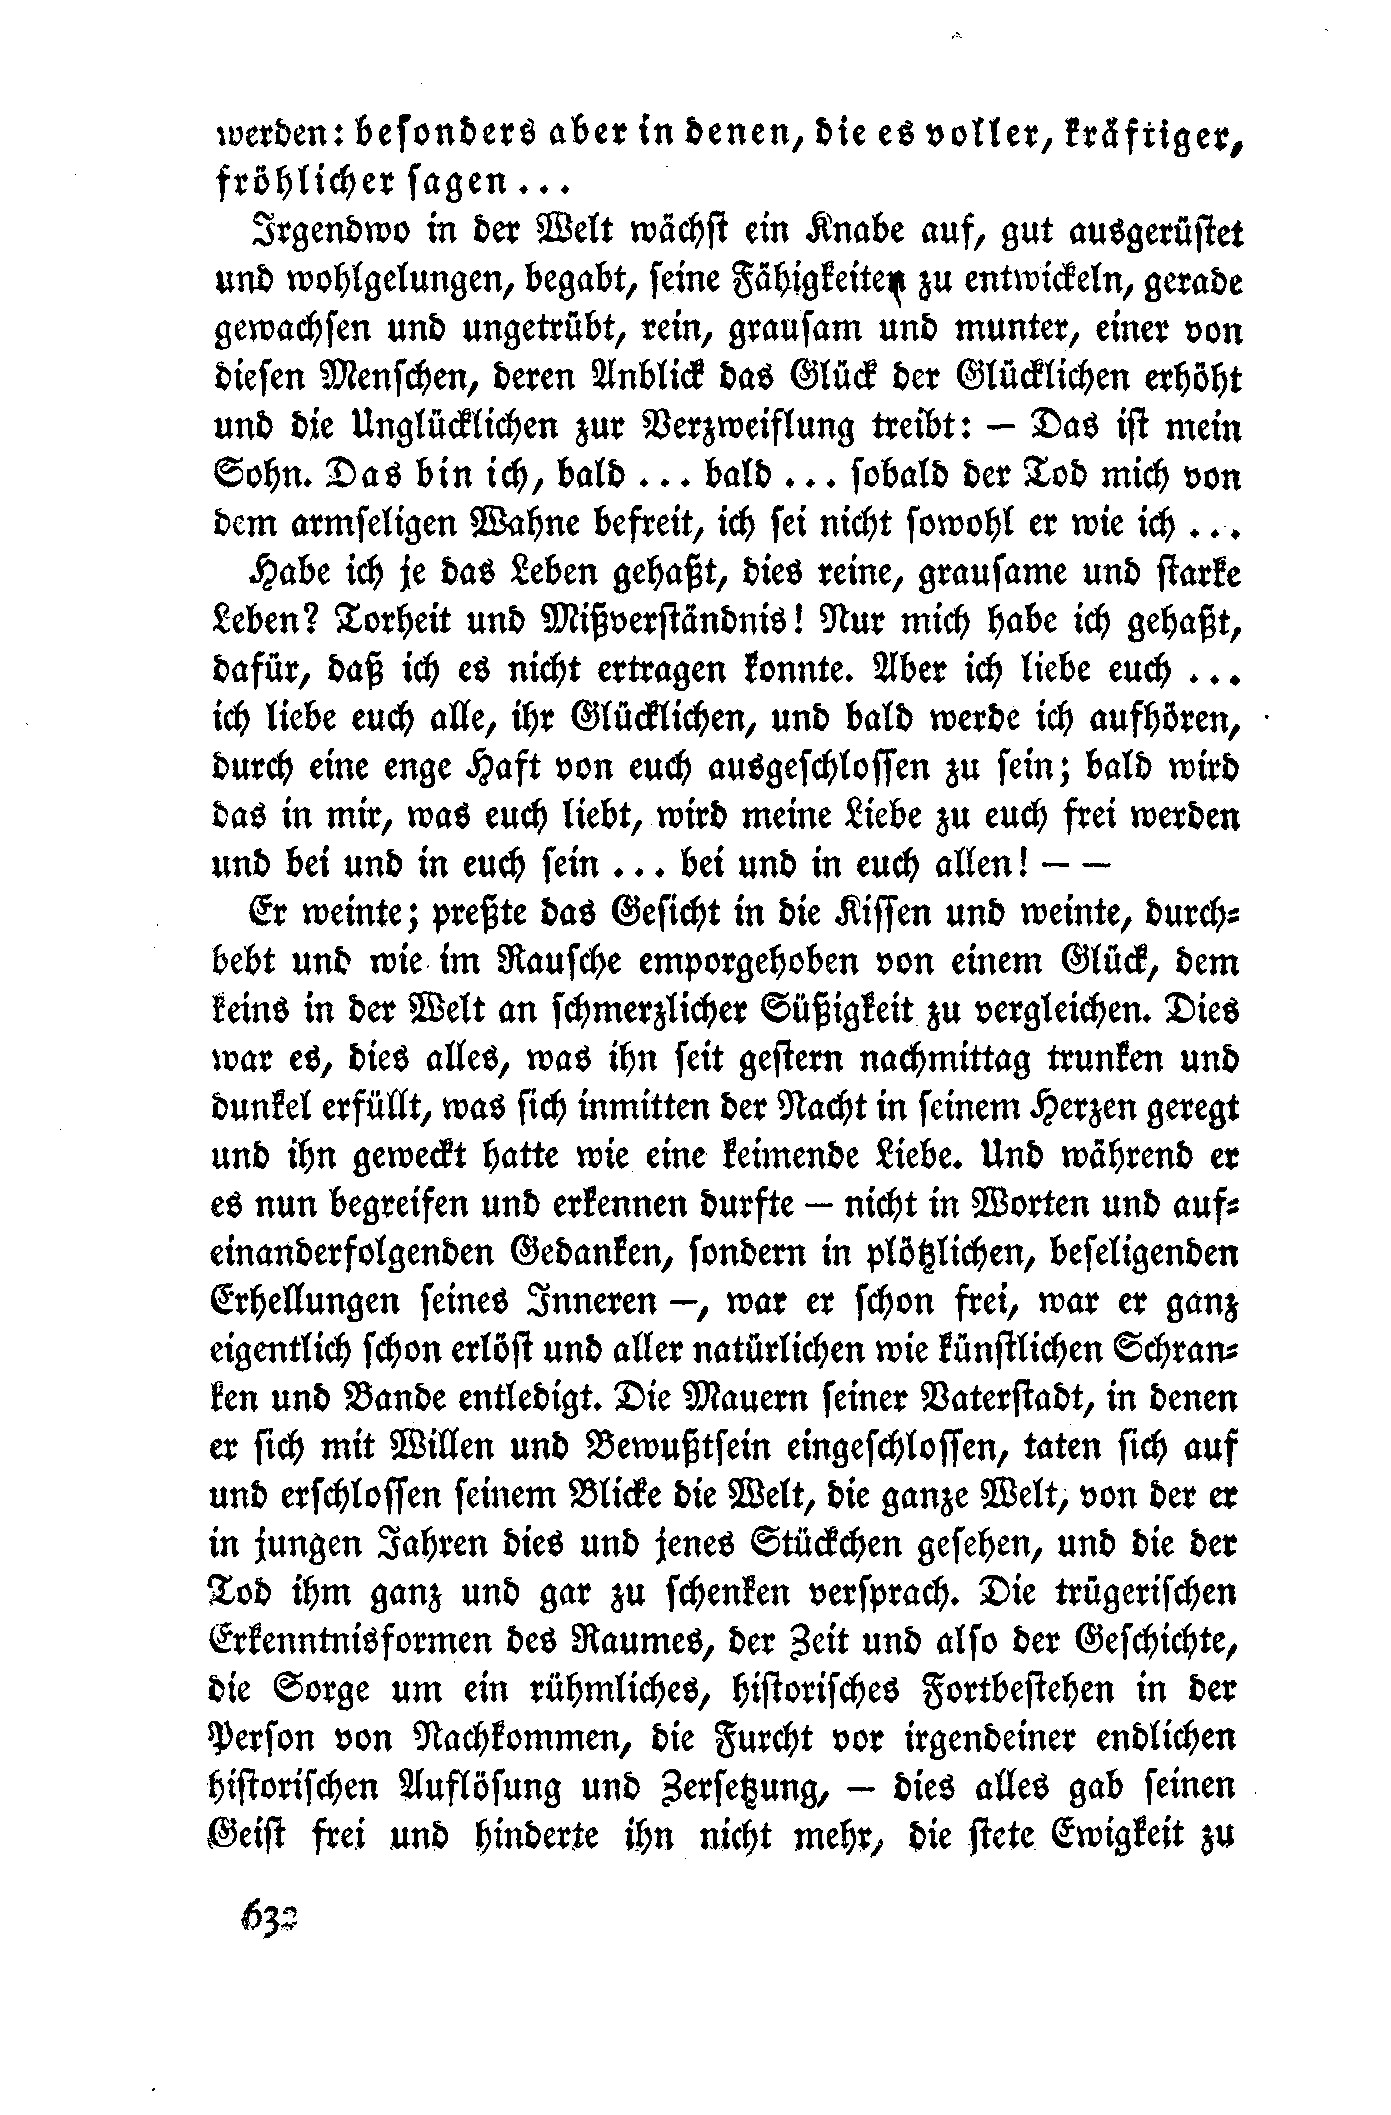 werden: besonders aber in denen, die es voller, kräftiger,
fröhlicher sagen ...
Irgendwo in der Welt wächst ein Knabe auf, gut ausgerüstet
und wohlgelungen, begabt, seine Fähigkeiten zu entwickeln, gerade
gewachsen und ungetrübt, rein, grausam und munter, einer von
diesen Menschen, deren Anblick das Glück der Glücklichen erhöht
und die Unglücklichen zur Verzweiflung treibt: – Das ist mein
Sohn. Das bin ich, bald ... bald ... sobald der Tod mich von
dem armseligen Wahne befreit, ich sei nicht sowohl er wie ich ...
Habe ich je das Leben gehaßt, dies reine, grausame und starke
Leben? Torheit und Mißverständnis! Nur mich habe ich gehaßt,
dafür, daß ich es nicht ertragen konnte. Aber ich liebe euch ...
ich liebe euch alle, ihr Glücklichen, und bald werde ich aufhören,
durch eine enge Haft von euch ausgeschlossen zu sein; bald wird
das in mir, was euch liebt, wird meine Liebe zu euch frei werden
und bei und in euch sein ... bei und in euch allen! – –
Er weinte; preßte das Gesicht in die Kissen und weinte, durch-
bebt und wie im Rausche emporgehoben von einem Glück, dem
keins in der Welt an schmerzlicher Süßigkeit zu vergleichen. Dies
war es, dies alles, was ihn seit gestern nachmittag trunken und
dunkel erfüllt, was sich inmitten der Nacht in seinem Herzen geregt
und ihn geweckt hatte wie eine keimende Liebe. Und während er
es nun begreifen und erkennen durfte – nicht in Worten und auf-
einanderfolgenden Gedanken, sondern in plötzlichen, beseligenden
Erhellungen seines Inneren –, war er schon frei, war er ganz
eigentlich schon erlöst und aller natürlichen wie künstlichen Schran-
ken und Bande entledigt. Die Mauern seiner Vaterstadt, in denen
er sich mit Willen und Bewußtsein eingeschlossen, taten sich auf
und erschlossen seinem Blicke die Welt, die ganze Welt, von der er
in jungen Jahren dies und jenes Stückchen gesehen, und die der
Tod ihm ganz und gar zu schenken versprach. Die trügerischen
Erkenntnisformen des Raumes, der Zeit und also der Geschichte,
die Sorge um ein rühmliches, historisches Fortbestehen in der
Person von Nachkommen, die Furcht vor irgendeiner endlichen
historischen Auflösung und Zersetzung, – dies alles gab seinen
Geist frei und hinderte ihn nicht mehr, die stete Ewigkeit zu
632